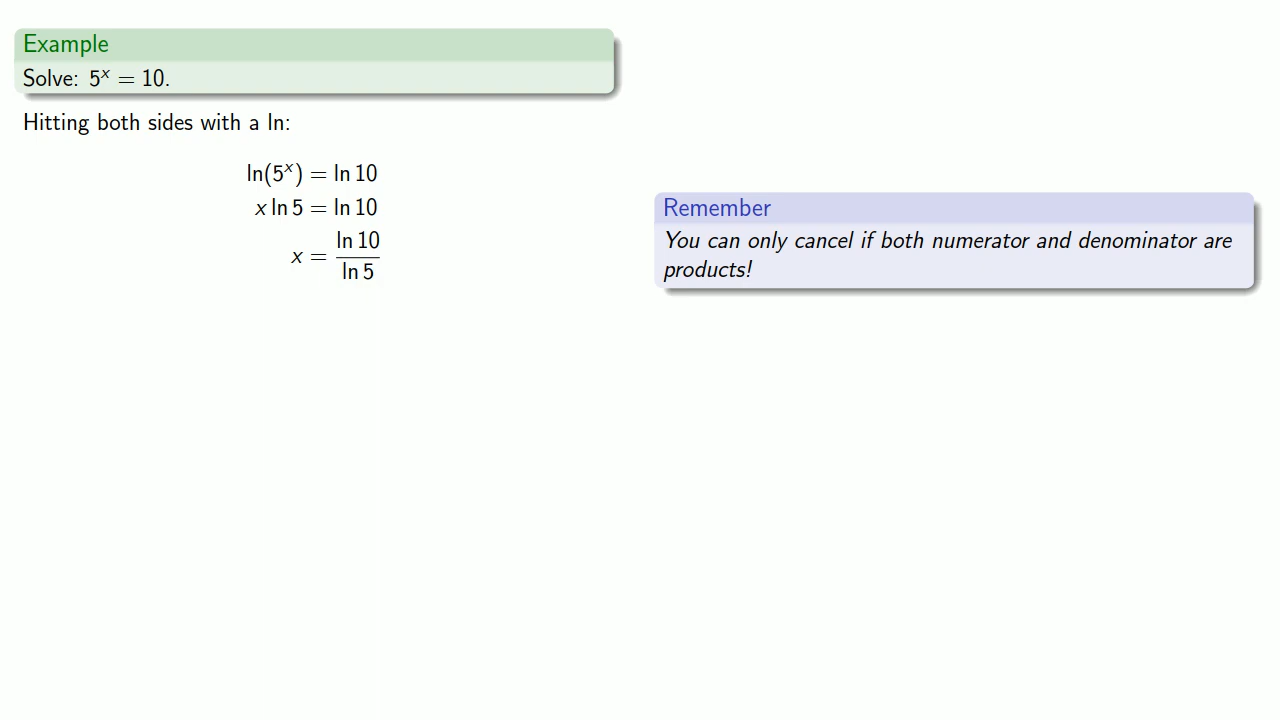 Example
Solve: 5^x = 10.
Hitting both sides with a ln:
ln(5^x) = ln 10
x ln 5 = ln 10
x = ln 10 / ln 5
Remember
You can only cancel if both numerator and denominator are
products!